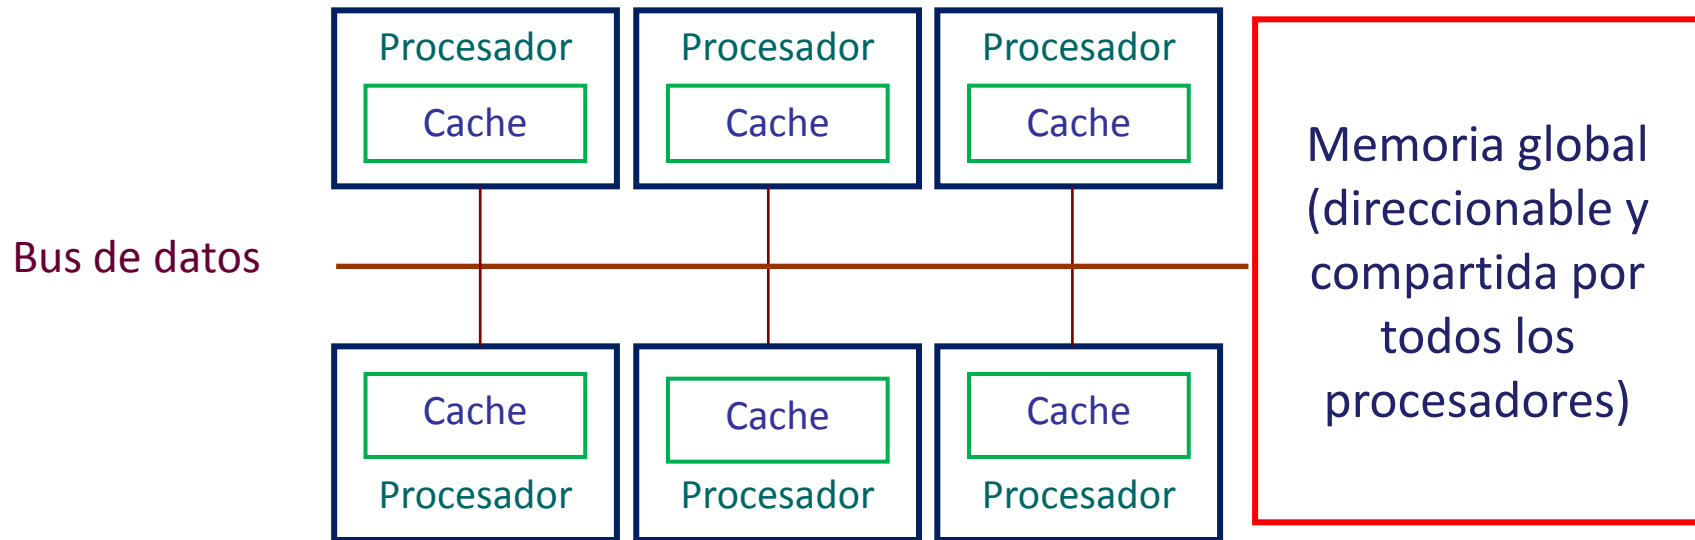 Procesador
Procesador
Procesador
Cache
Cache
Cache
Bus de datos
Memoria global
(direccionable y
compartida por
todos los
procesadores)
Cache
Cache
Cache
Procesador
Procesador
Procesador